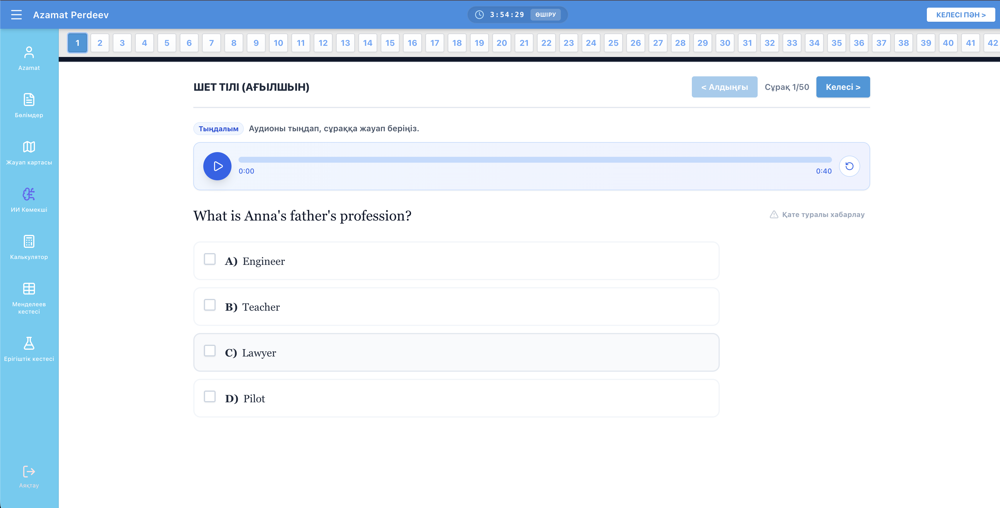 Azamat Perdeev
3:54:29 ӨШІРУ
КЕЛЕСІ ПӘН >
1 2 3 4 5 6 7 8 9 10 11 12 13 14 15 16 17 18 19 20 21 22 23 24 25 26 27 28 29 30 31 32 33 34 35 36 37 38 39 40 41 42
Azamat
Бөлімдер
Жауап картасы
ИИ Көмекші
Калькулятор
Менделеев
кестесі
Ерігіштік кестесі
Аяқтау
ШЕТ ТІЛІ (АҒЫЛШЫН)
< Алдыңғы Сұрақ 1/50 Келесі >
Тыңдалым Аудионы тыңдап, сұраққа жауап беріңіз.
0:00 0:40
What is Anna's father's profession?
Қате туралы хабарлау
A) Engineer
B) Teacher
C) Lawyer
D) Pilot